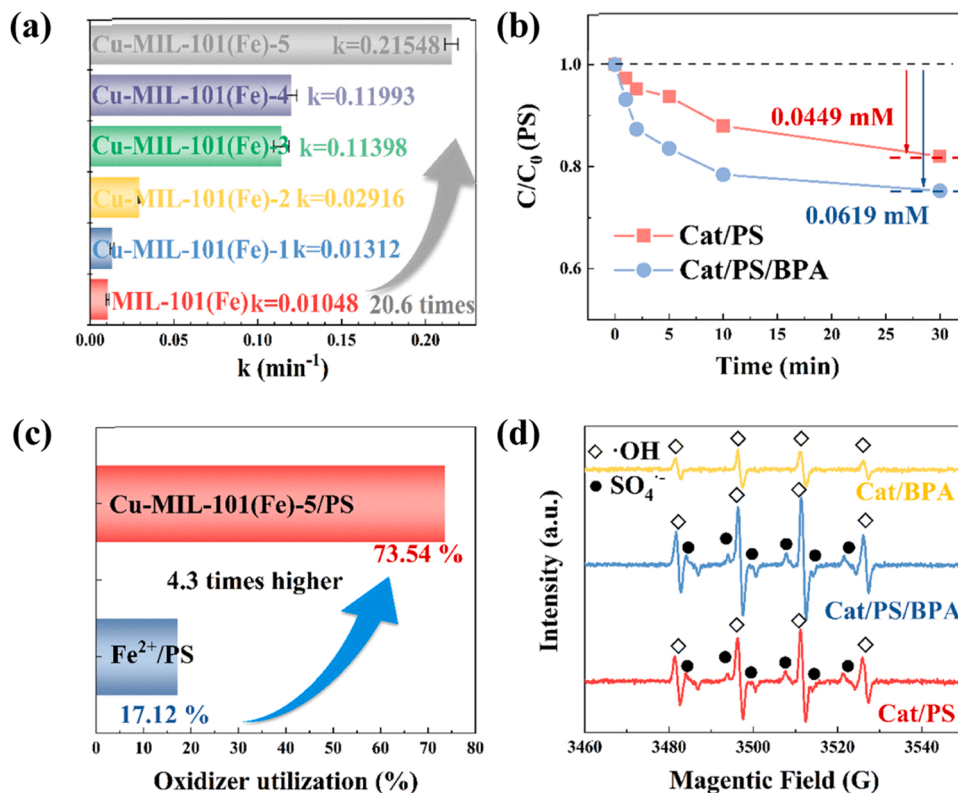 (a)
Cu-MIL-101(Fe)-5 k=0.21548
Cu-MIL-101(Fe)-4 k=0.11993
Cu-MIL-101(Fe)-3 k=0.11398
Cu-MIL-101(Fe)-2 k=0.02916
Cu-MIL-101(Fe)-1 k=0.01312
MIL-101(Fe) k=0.01048
20.6 times
0.00 0.05 0.10 0.15 0.20
k (min⁻¹)
(b)
C/C₀ (PS)
1.0
0.8
0.6
0.0449 mM
0.0619 mM
Cat/PS
Cat/PS/BPA
0 5 10 15 20 25 30
Time (min)
(c)
Cu-MIL-101(Fe)-5/PS
73.54 %
4.3 times higher
Fe²⁺/PS
17.12 %
0 10 20 30 40 50 60 70 80
Oxidizer utilization (%)
(d)
Intensity (a.u.)
◇ ·OH
● SO₄·⁻
Cat/BPA
Cat/PS/BPA
Cat/PS
3460 3480 3500 3520 3540
Magentic Field (G)